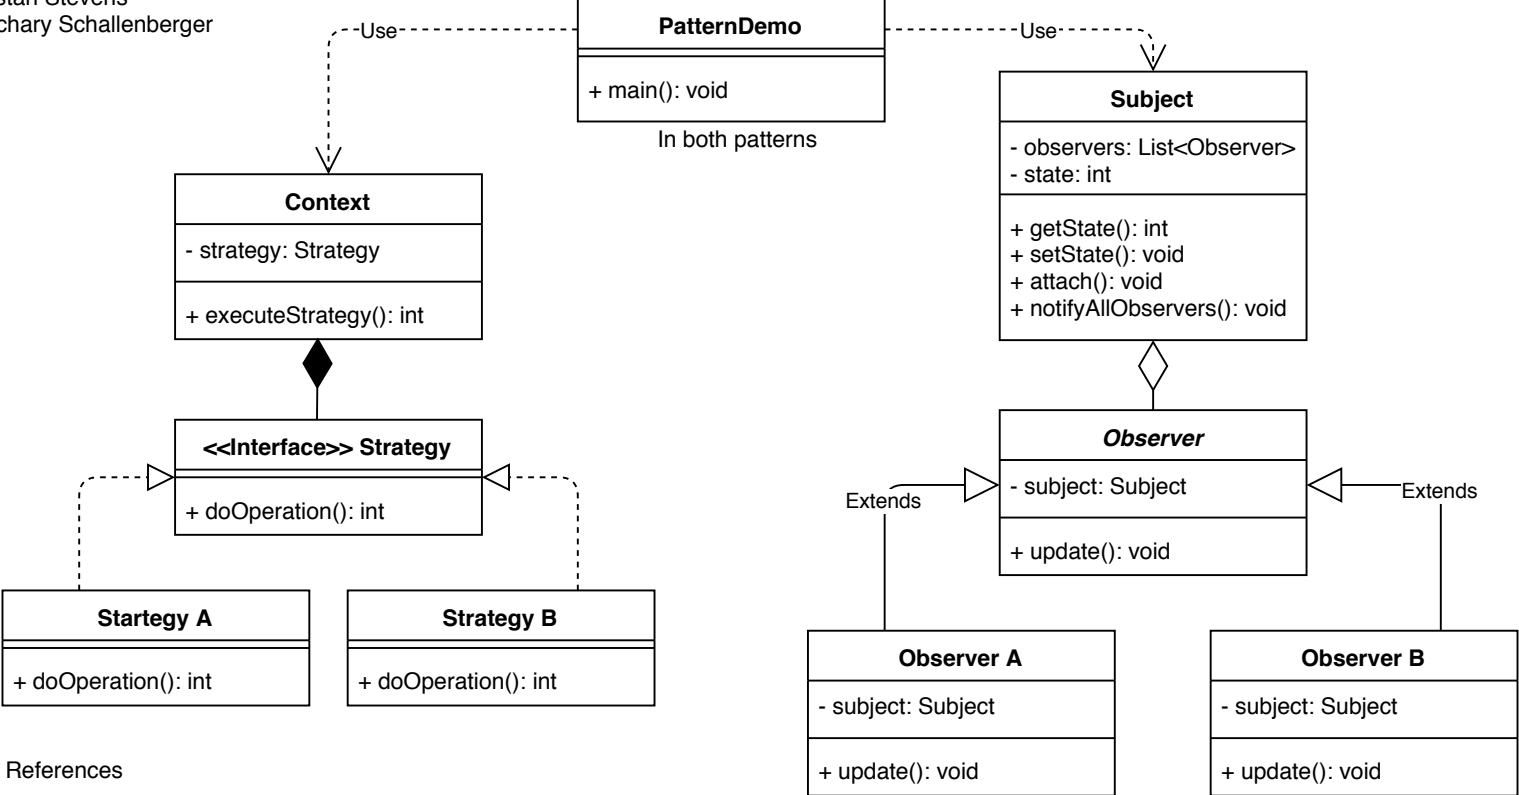 Stevens
Schallenberger
Use
PatternDemo
+ main(): void
In both patterns
Use
Subject
- observers: List<Observer>
- state: int
+ getState(): int
+ setState(): void
+ attach(): void
+ notifyAllObservers(): void
Context
- strategy: Strategy
+ executeStrategy(): int
<<Interface>> Strategy
+ doOperation(): int
Startegy A
+ doOperation(): int
Strategy B
+ doOperation(): int
Observer
- subject: Subject
+ update(): void
Extends
Extends
Observer A
- subject: Subject
+ update(): void
Observer B
- subject: Subject
+ update(): void
References